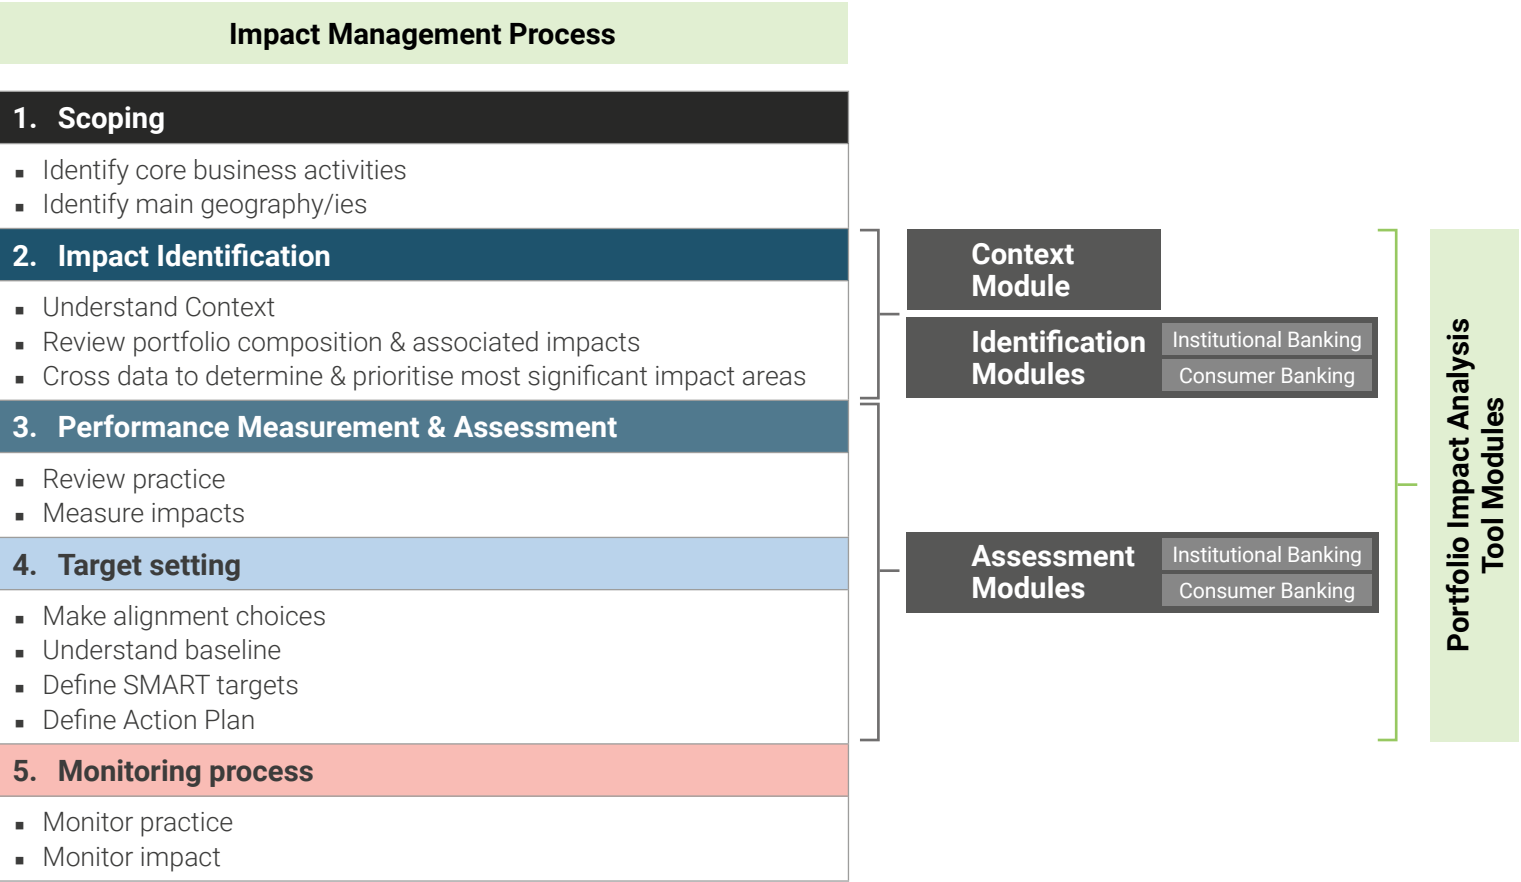 Impact Management Process
1. Scoping
▪ Identify core business activities
▪ Identify main geography/ies
2. Impact Identification
▪ Understand Context
▪ Review portfolio composition & associated impacts
▪ Cross data to determine & prioritise most significant impact areas
3. Performance Measurement & Assessment
▪ Review practice
▪ Measure impacts
4. Target setting
▪ Make alignment choices
▪ Understand baseline
▪ Define SMART targets
▪ Define Action Plan
5. Monitoring process
▪ Monitor practice
▪ Monitor impact
Context
Module
Identification
Modules
Institutional Banking
Consumer Banking
Assessment
Modules
Institutional Banking
Consumer Banking
Portfolio Impact Analysis
Tool Modules